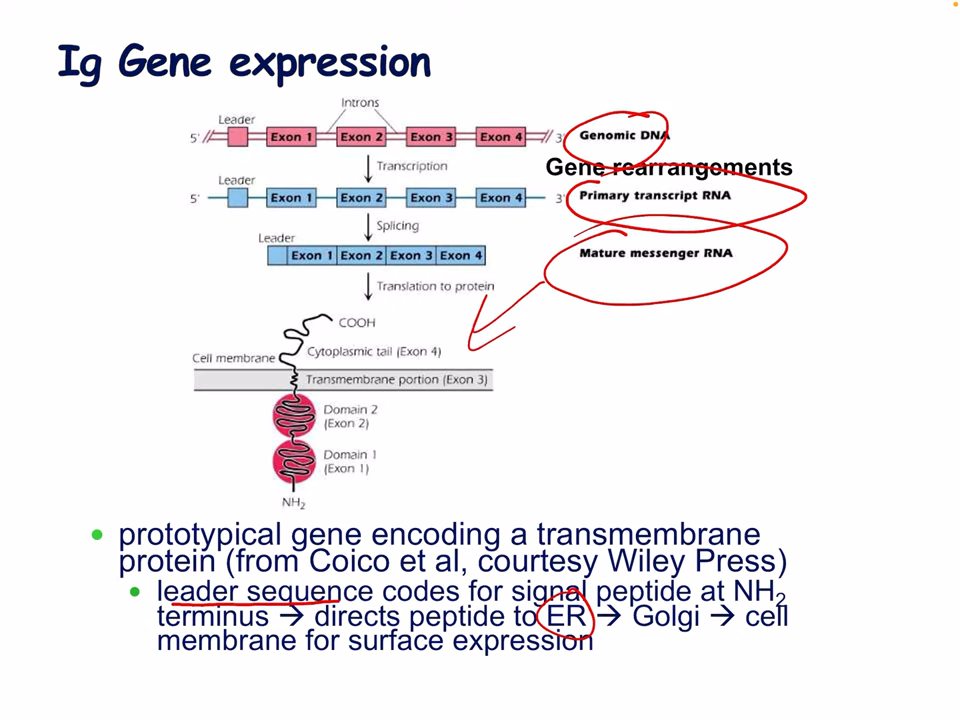 Ig Gene expression
Introns
Leader
5' Exon 1 Exon 2 Exon 3 Exon 4 3' Genomic DNA
Transcription
Gene rearrangements
Leader
5' Exon 1 Exon 2 Exon 3 Exon 4 3' Primary transcript RNA
Splicing
Leader
Exon 1 Exon 2 Exon 3 Exon 4
Mature messenger RNA
Translation to protein
COOH
Cytoplasmic tail (Exon 4)
Cell membrane
Transmembrane portion (Exon 3)
Domain 2
(Exon 2)
Domain 1
(Exon 1)
NH2
• prototypical gene encoding a transmembrane
protein (from Coico et al, courtesy Wiley Press)
• leader sequence codes for signal peptide at NH2
terminus → directs peptide to ER → Golgi → cell
membrane for surface expression